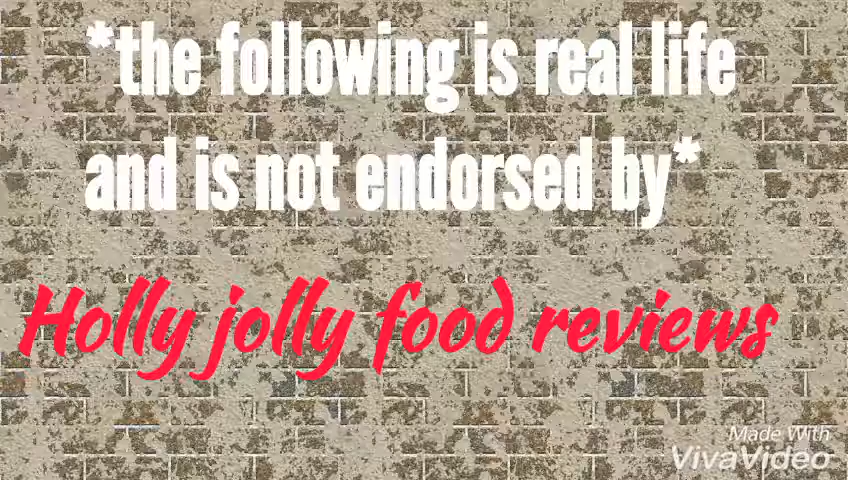 *the following is real life
and is not endorsed by*
Holly jolly food reviews
Made With
VivaVideo